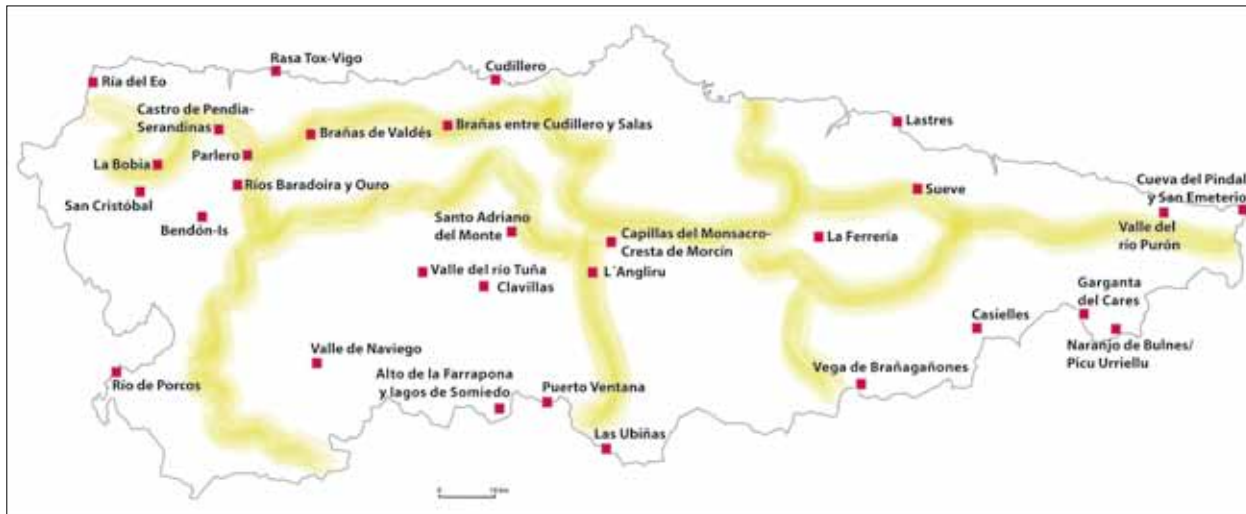 Rasa Tox-Vigo
Cudillero
Ría del Eo
Castro de Pendia-
Serandinas
Brañas de Valdés
Brañas entre Cudillero y Salas
Lastres
La Bobia
Parlero
Ríos Baradoira y Ouro
San Cristóbal
Bendón-Is
Sueve
Cueva del Pindal
y San Emeterio
Valle del
río Purón
Santo Adriano
del Monte
Capillas del Monsacro-
Cresta de Morcín
La Ferrería
Valle del río Tuña
Clavillas
L´Angliru
Garganta
del Cares
Casielles
Naranjo de Bulnes/
Picu Urriellu
Valle de Naviego
Río de Porcos
Alto de la Farrapona
y lagos de Somiedo
Puerto Ventana
Vega de Brañagañones
Las Ubiñas
0